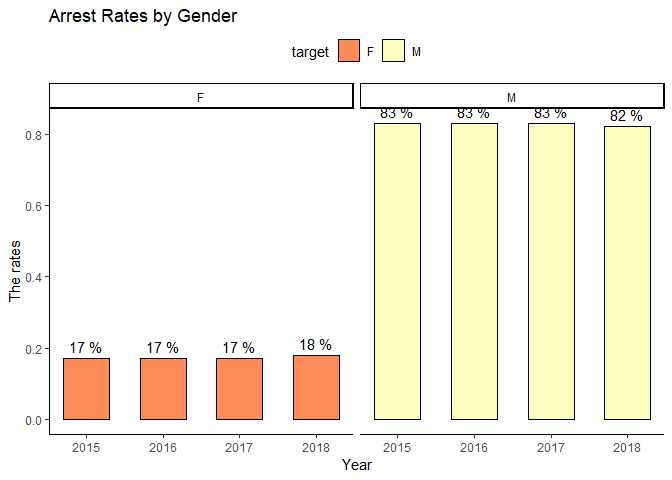 Arrest Rates by Gender
target F M
F M
83 % 83 % 83 % 82 %
0.8
0.6
0.4
0.2
0.0
17 % 17 % 17 % 18 %
2015 2016 2017 2018 2015 2016 2017 2018
Year
The rates